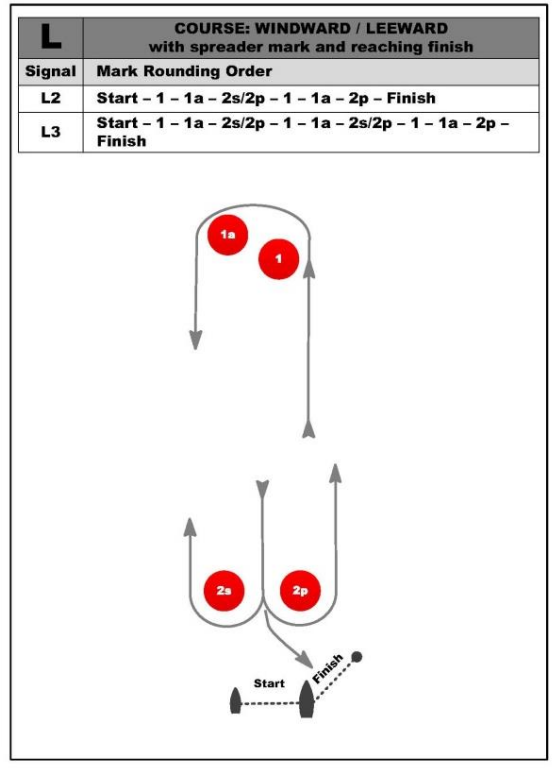 L
COURSE: WINDWARD / LEEWARD
with spreader mark and reaching finish
Signal Mark Rounding Order
L2 Start – 1 – 1a – 2s/2p – 1 – 1a – 2p – Finish
L3 Start – 1 – 1a – 2s/2p – 1 – 1a – 2s/2p – 1 – 1a – 2p –
Finish
1a
1
2s
2p
Start
Finish